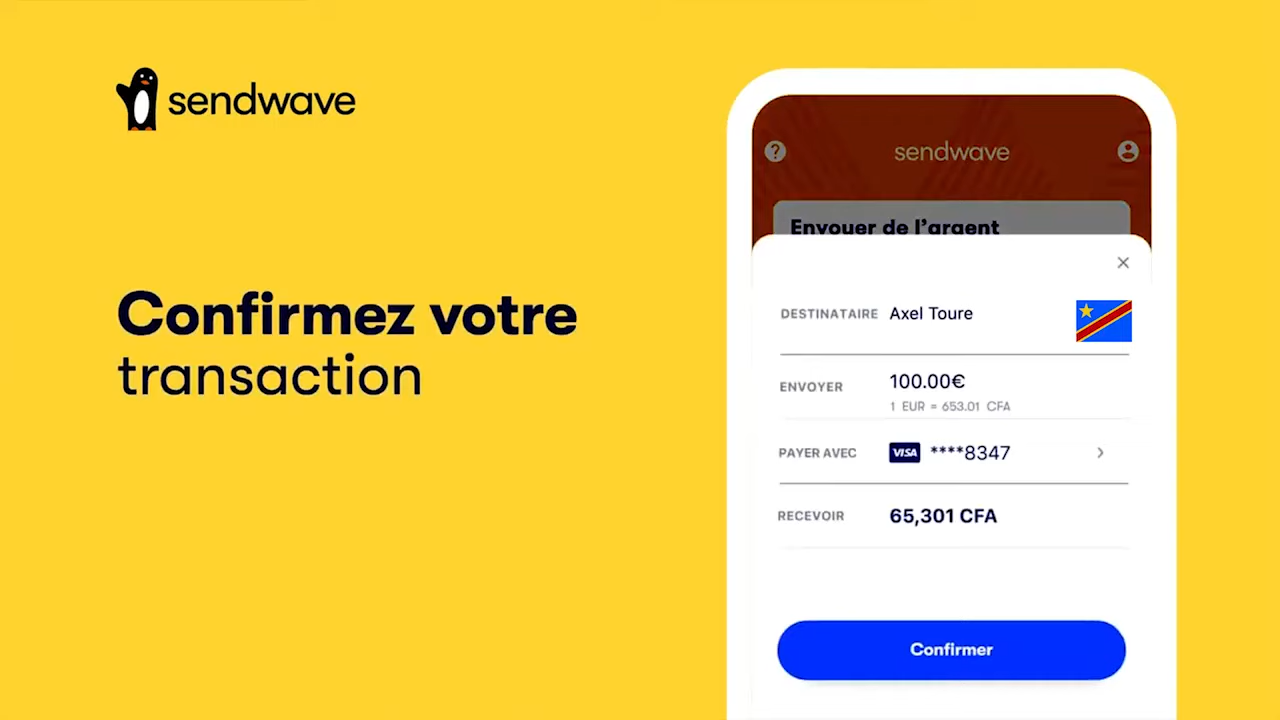 sendwave
Confirmez votre
transaction
?
sendwave
Envoyer de l'argent
DESTINATAIRE Axel Toure
ENVOYER 100.00€
1 EUR = 653.01 CFA
PAYER AVEC VISA ****8347
RECEVOIR 65,301 CFA
Confirmer